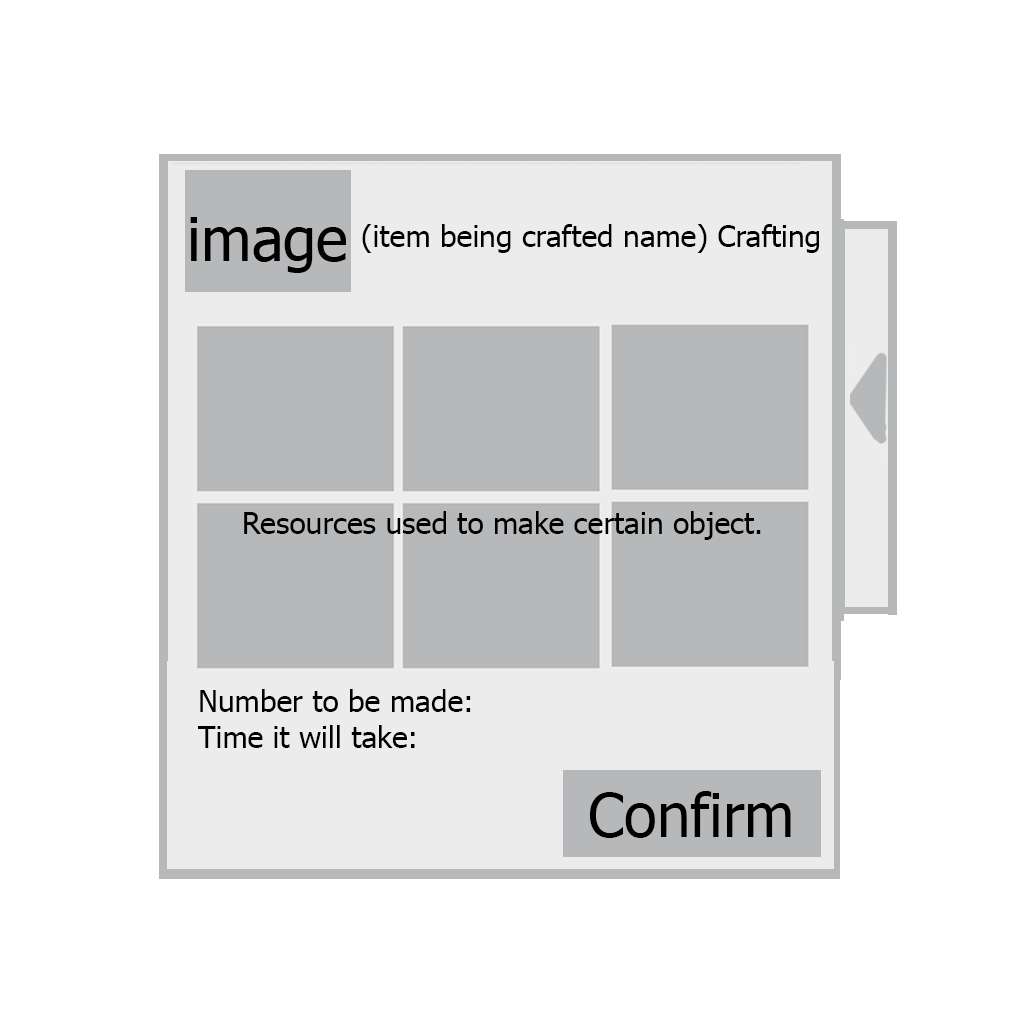 image
(item being crafted name) Crafting
Resources used to make certain object.
Number to be made:
Time it will take:
Confirm